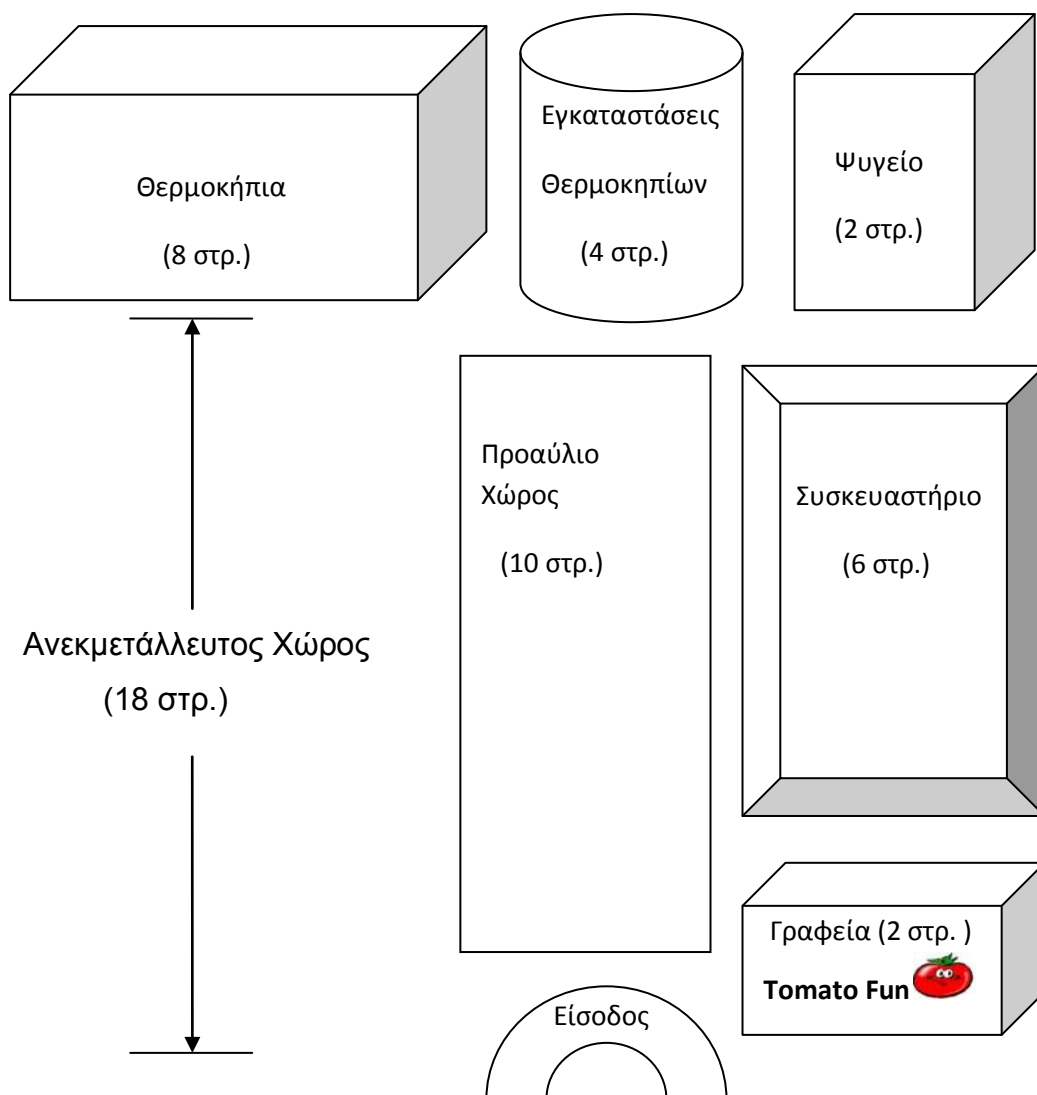 Θερμοκήπια
(8 στρ.)
Εγκαταστάσεις
Θερμοκηπίων
(4 στρ.)
Ψυγείο
(2 στρ.)
Προαύλιο
Χώρος
(10 στρ.)
Συσκευαστήριο
(6 στρ.)
Ανεκμετάλλευτος Χώρος
(18 στρ.)
Γραφεία (2 στρ. )
Tomato Fun
Είσοδος